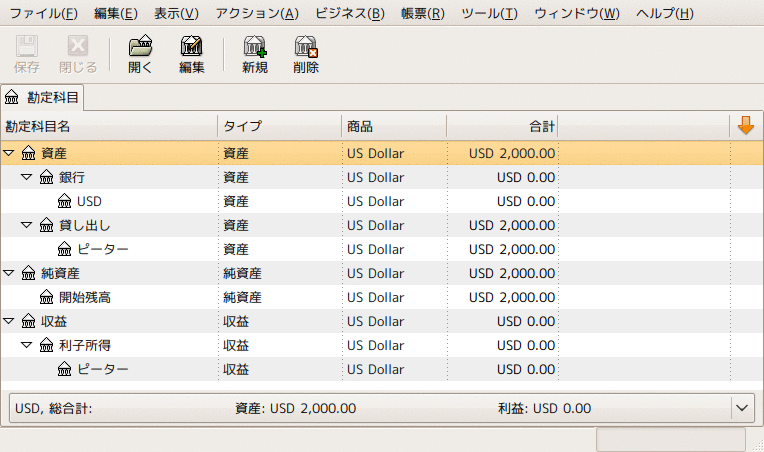 ファイル(F) 編集(E) 表示(V) アクション(A) ビジネス(B) 帳票(R) ツール(T) ウィンドウ(W) ヘルプ(H)
保存 閉じる 開く 編集 新規 削除
勘定科目
勘定科目名 タイプ 商品 合計
資産 資産 US Dollar USD 2,000.00
銀行 資産 US Dollar USD 0.00
USD 資産 US Dollar USD 0.00
貸し出し 資産 US Dollar USD 2,000.00
ピーター 資産 US Dollar USD 2,000.00
純資産 純資産 US Dollar USD 2,000.00
開始残高 純資産 US Dollar USD 2,000.00
収益 収益 US Dollar USD 0.00
利子所得 収益 US Dollar USD 0.00
ピーター 収益 US Dollar USD 0.00
USD, 総合計: 資産: USD 2,000.00 利益: USD 0.00